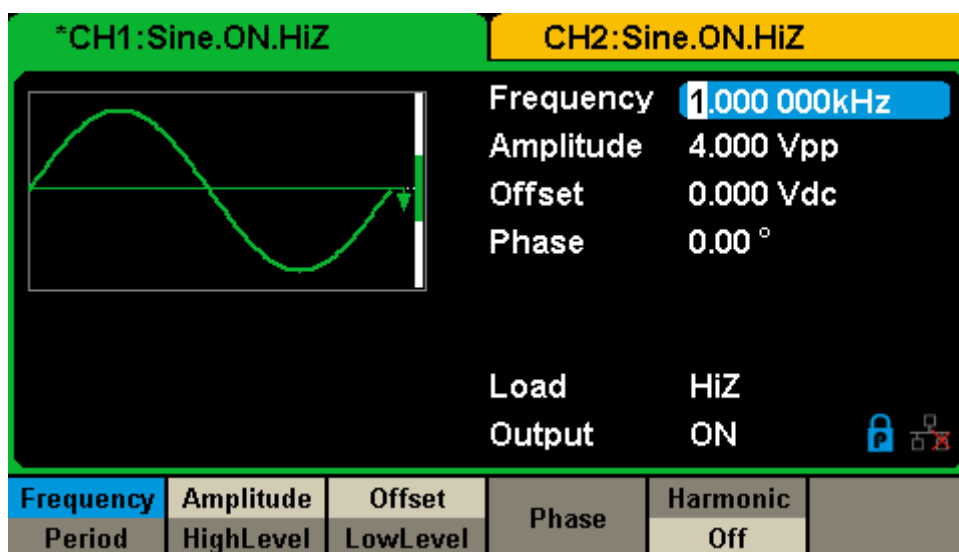 *CH1:Sine.ON.HiZ CH2:Sine.ON.HiZ
Frequency 1.000 000kHz
Amplitude 4.000 Vpp
Offset 0.000 Vdc
Phase 0.00 °
Load HiZ
Output ON
P
Frequency Amplitude Offset Phase Harmonic
Period HighLevel LowLevel Off